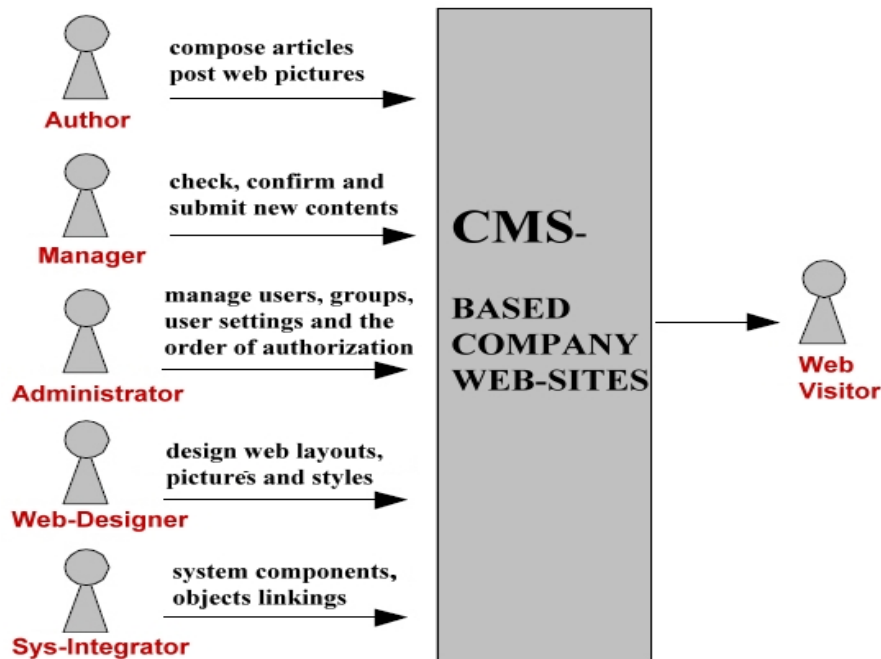 compose articles
post web pictures
Author
check, confirm and
submit new contents
Manager
manage users, groups,
user settings and the
order of authorization
Administrator
design web layouts,
pictures and styles
Web-Designer
system components,
objects linkings
Sys-Integrator
CMS-
BASED
COMPANY
WEB-SITES
Web
Visitor